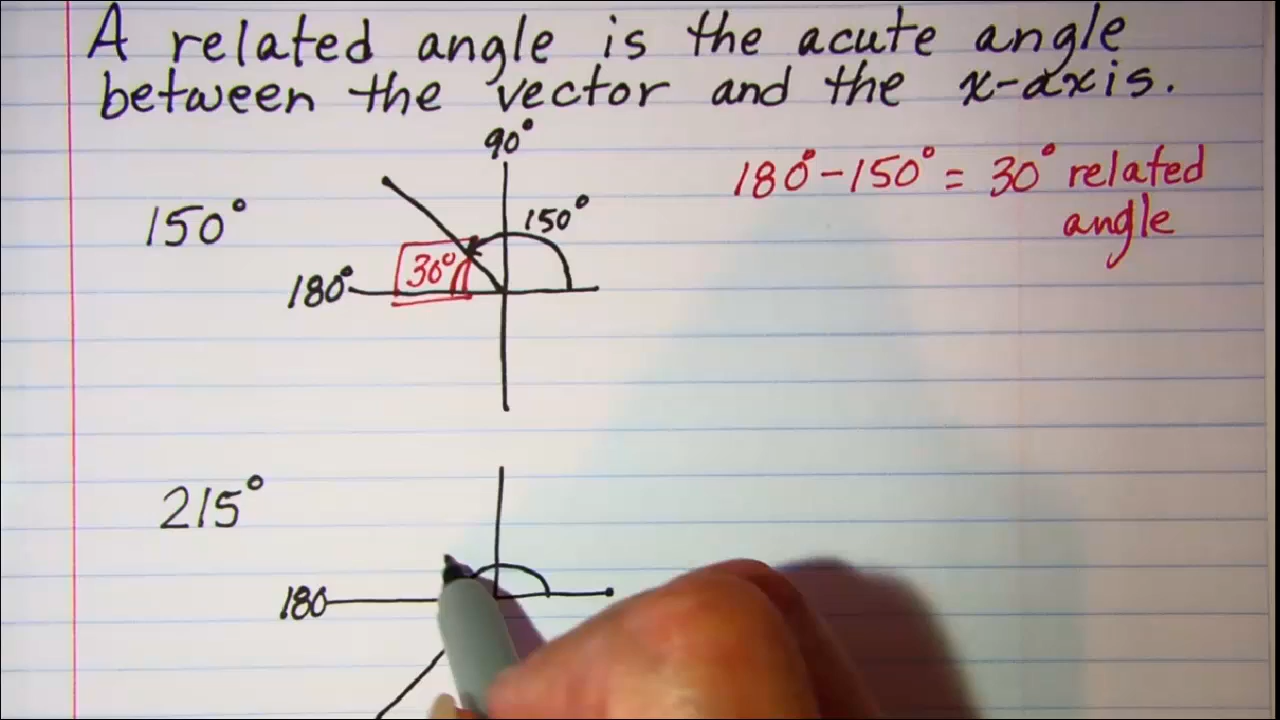 A related angle is the acute angle
between the vector and the x-axis.
90°
180° - 150° = 30° related
angle
150°
150°
30°
180°
215°
180